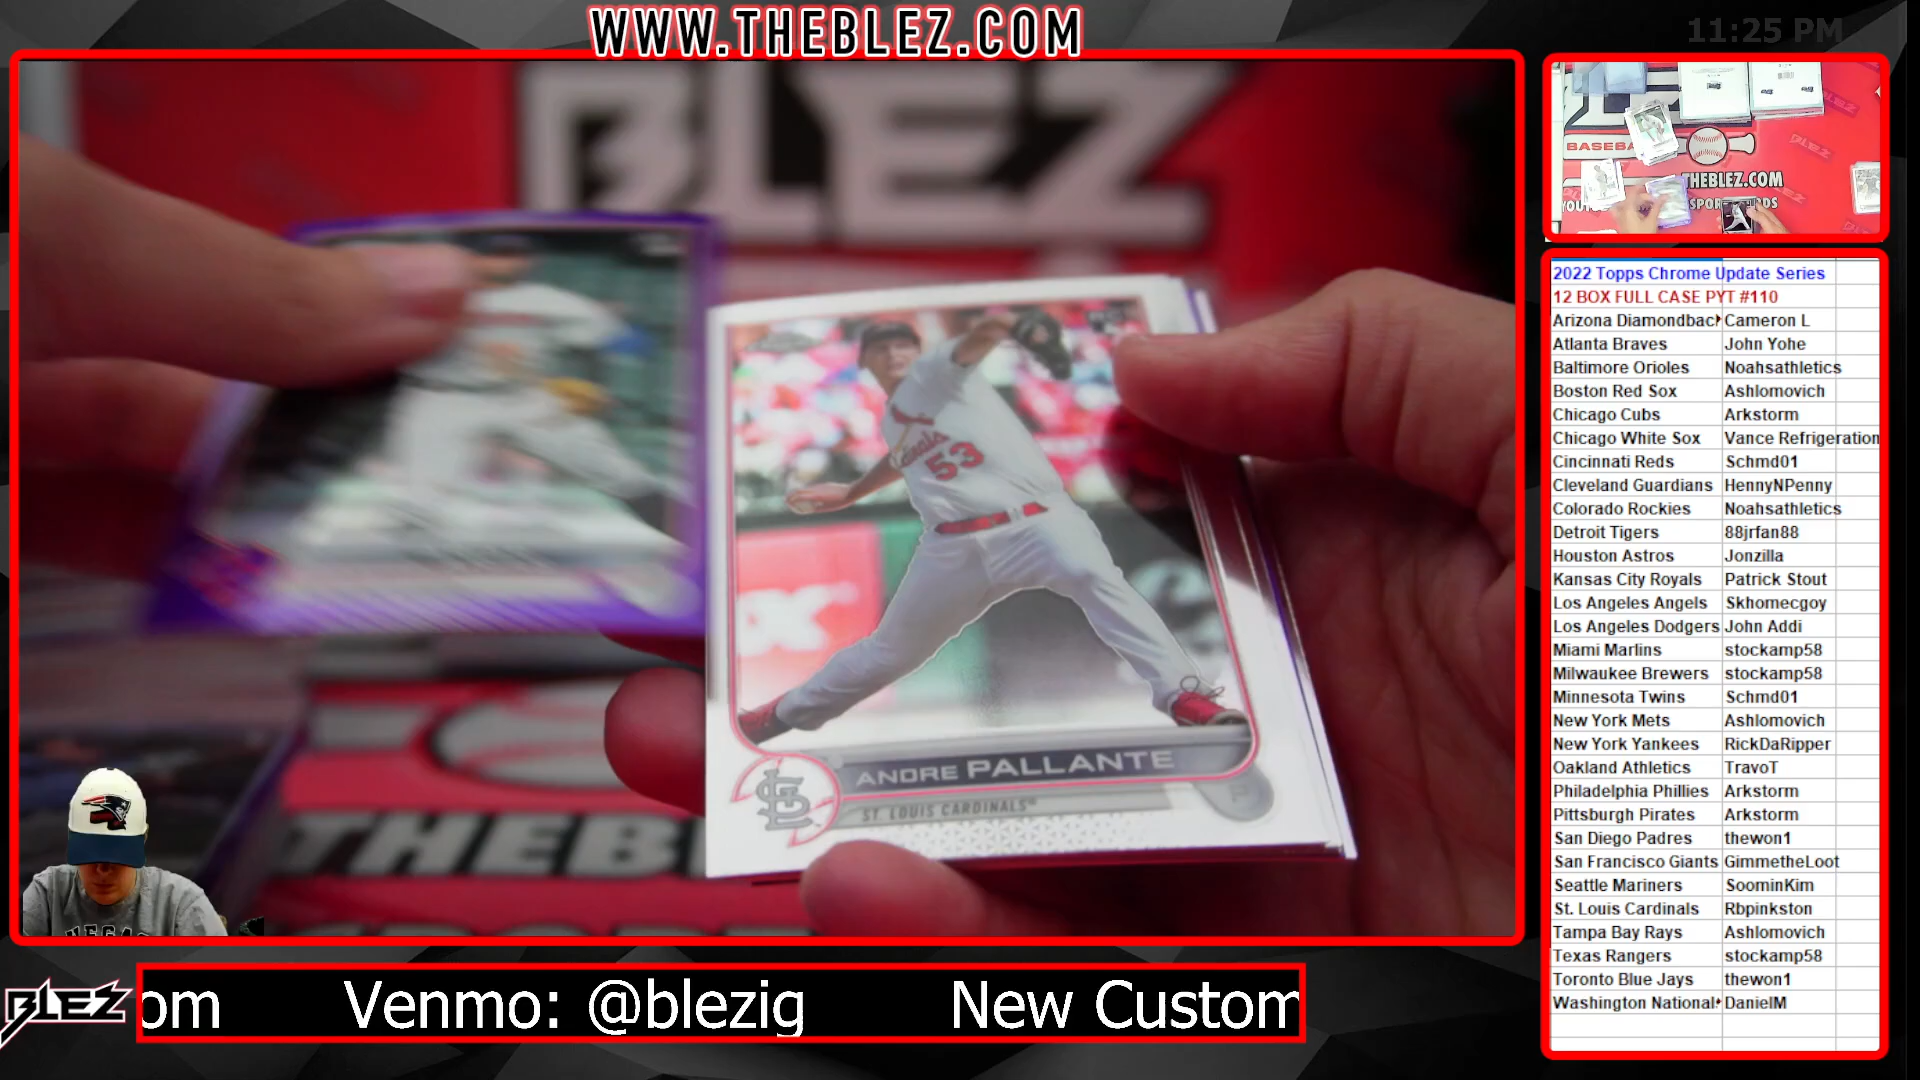 WWW.THEBLEZ.COM
11:25 PM
BLEZ
Cardinals
53
ANDRE PALLANTE
ST. LOUIS CARDINALS
THEB
BASEBA
THEBLEZ.COM
BLEZ
2022 Topps Chrome Update Series
12 BOX FULL CASE PYT #110
Arizona Diamondbac Cameron L
Atlanta Braves John Yohe
Baltimore Orioles Noahsathletics
Boston Red Sox Ashlomovich
Chicago Cubs Arkstorm
Chicago White Sox Vance Refrigeration
Cincinnati Reds Schmd01
Cleveland Guardians HennyNPenny
Colorado Rockies Noahsathletics
Detroit Tigers 88jrfan88
Houston Astros Jonzilla
Kansas City Royals Patrick Stout
Los Angeles Angels Skhomecgoy
Los Angeles Dodgers John Addi
Miami Marlins stockamp58
Milwaukee Brewers stockamp58
Minnesota Twins Schmd01
New York Mets Ashlomovich
New York Yankees RickDaRipper
Oakland Athletics TravoT
Philadelphia Phillies Arkstorm
Pittsburgh Pirates Arkstorm
San Diego Padres thewon1
San Francisco Giants GimmetheLoot
Seattle Mariners SoominKim
St. Louis Cardinals Rbpinkston
Tampa Bay Rays Ashlomovich
Texas Rangers stockamp58
Toronto Blue Jays thewon1
Washington National DanielM
BLEZ
om Venmo: @blezig New Custom